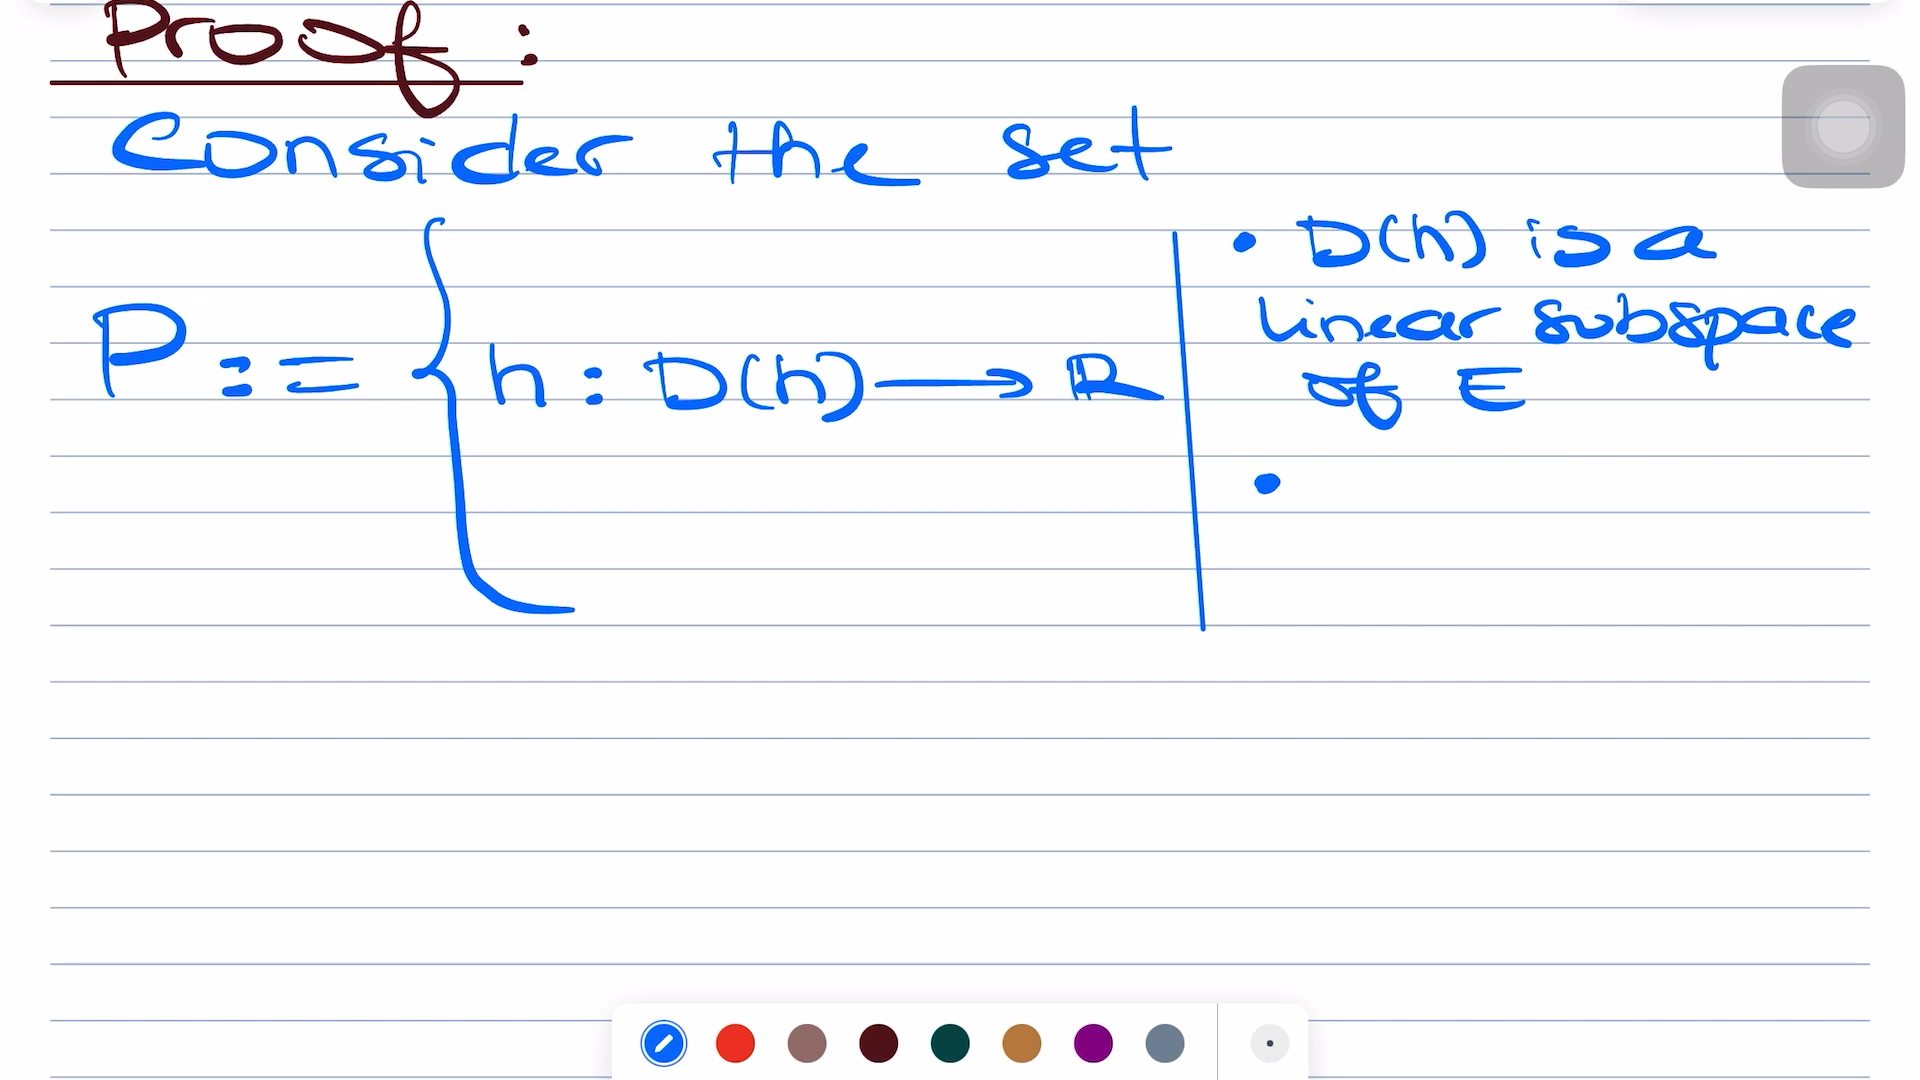 Proof :
Consider the set
P := { h : D(h) → R | • D(h) is a
linear subspace
of E
•